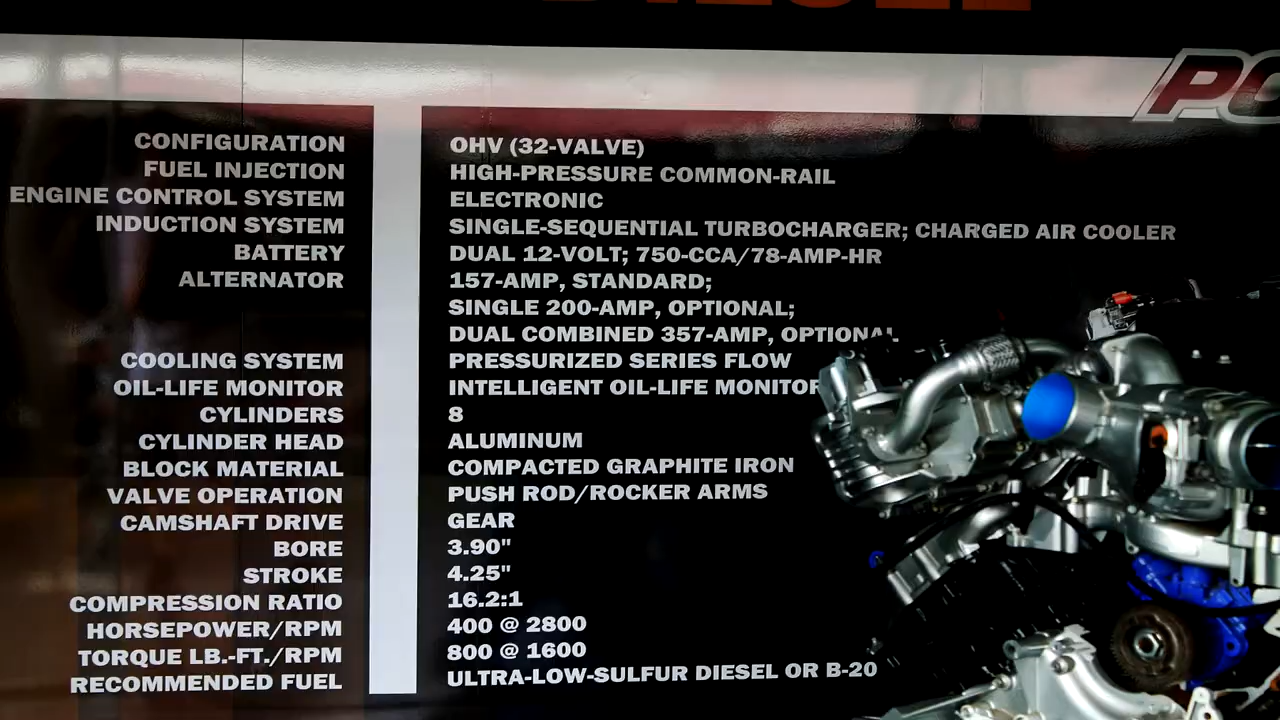 CONFIGURATION OHV (32-VALVE)
FUEL INJECTION HIGH-PRESSURE COMMON-RAIL
ENGINE CONTROL SYSTEM ELECTRONIC
INDUCTION SYSTEM SINGLE-SEQUENTIAL TURBOCHARGER; CHARGED AIR COOLER
BATTERY DUAL 12-VOLT; 750-CCA/78-AMP-HR
ALTERNATOR 157-AMP, STANDARD;
SINGLE 200-AMP, OPTIONAL;
DUAL COMBINED 357-AMP, OPTIONAL
COOLING SYSTEM PRESSURIZED SERIES FLOW
OIL-LIFE MONITOR INTELLIGENT OIL-LIFE MONITOR
CYLINDERS 8
CYLINDER HEAD ALUMINUM
BLOCK MATERIAL COMPACTED GRAPHITE IRON
VALVE OPERATION PUSH ROD/ROCKER ARMS
CAMSHAFT DRIVE GEAR
BORE 3.90"
STROKE 4.25"
COMPRESSION RATIO 16.2:1
HORSEPOWER/RPM 400 @ 2800
TORQUE LB.-FT./RPM 800 @ 1600
RECOMMENDED FUEL ULTRA-LOW-SULFUR DIESEL OR B-20